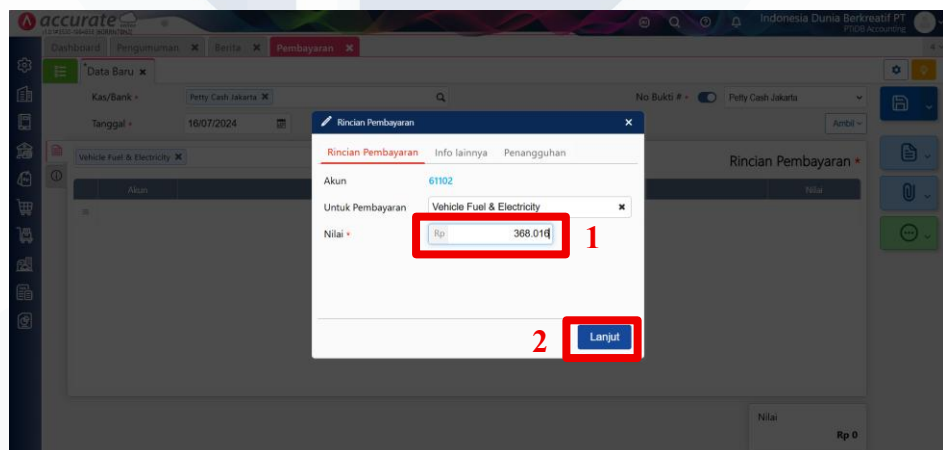 accurate
Indonesia Dunia Berkreatif PT
Accounting
Dashboard Pengumuman Berita Pembayaran
Data Baru
Kas/Bank Petty Cash Jakarta No Bukti # Petty Cash Jakarta
Tanggal 16/07/2024 Ambil
Rincian Pembayaran
Rincian Pembayaran Info lainnya Penangguhan
Vehicle Fuel & Electricity Rincian Pembayaran *
Akun 61102
Akun Nilai
Untuk Pembayaran Vehicle Fuel & Electricity
Nilai * Rp 368.016 1
2 Lanjut
Nilai
Rp 0